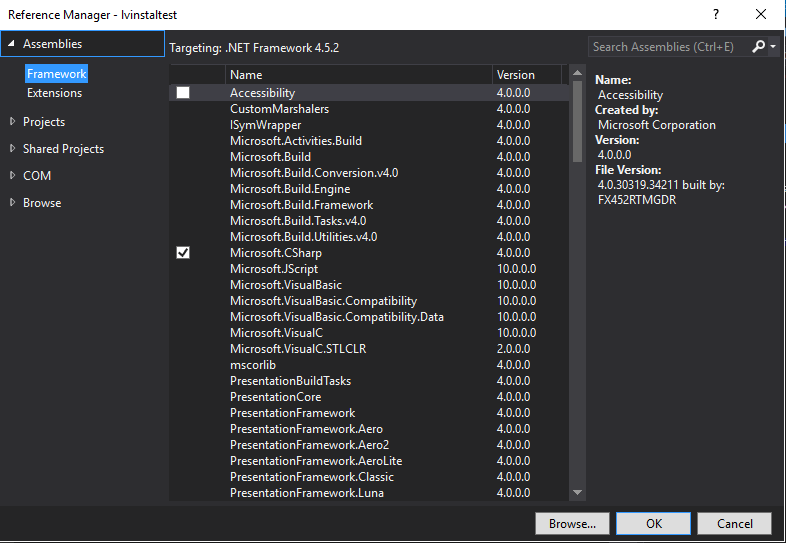 Reference Manager - lvinstaltest
?
Assemblies
Framework
Extensions
Projects
Shared Projects
COM
Browse
Targeting: .NET Framework 4.5.2
Search Assemblies (Ctrl+E)
Name Version
Accessibility 4.0.0.0
CustomMarshalers 4.0.0.0
ISymWrapper 4.0.0.0
Microsoft.Activities.Build 4.0.0.0
Microsoft.Build 4.0.0.0
Microsoft.Build.Conversion.v4.0 4.0.0.0
Microsoft.Build.Engine 4.0.0.0
Microsoft.Build.Framework 4.0.0.0
Microsoft.Build.Tasks.v4.0 4.0.0.0
Microsoft.Build.Utilities.v4.0 4.0.0.0
Microsoft.CSharp 4.0.0.0
Microsoft.JScript 10.0.0.0
Microsoft.VisualBasic 10.0.0.0
Microsoft.VisualBasic.Compatibility 10.0.0.0
Microsoft.VisualBasic.Compatibility.Data 10.0.0.0
Microsoft.VisualC 10.0.0.0
Microsoft.VisualC.STLCLR 2.0.0.0
mscorlib 4.0.0.0
PresentationBuildTasks 4.0.0.0
PresentationCore 4.0.0.0
PresentationFramework 4.0.0.0
PresentationFramework.Aero 4.0.0.0
PresentationFramework.Aero2 4.0.0.0
PresentationFramework.AeroLite 4.0.0.0
PresentationFramework.Classic 4.0.0.0
PresentationFramework.Luna 4.0.0.0
Name:
Accessibility
Created by:
Microsoft Corporation
Version:
4.0.0.0
File Version:
4.0.30319.34211 built by:
FX452RTMGDR
Browse... OK Cancel